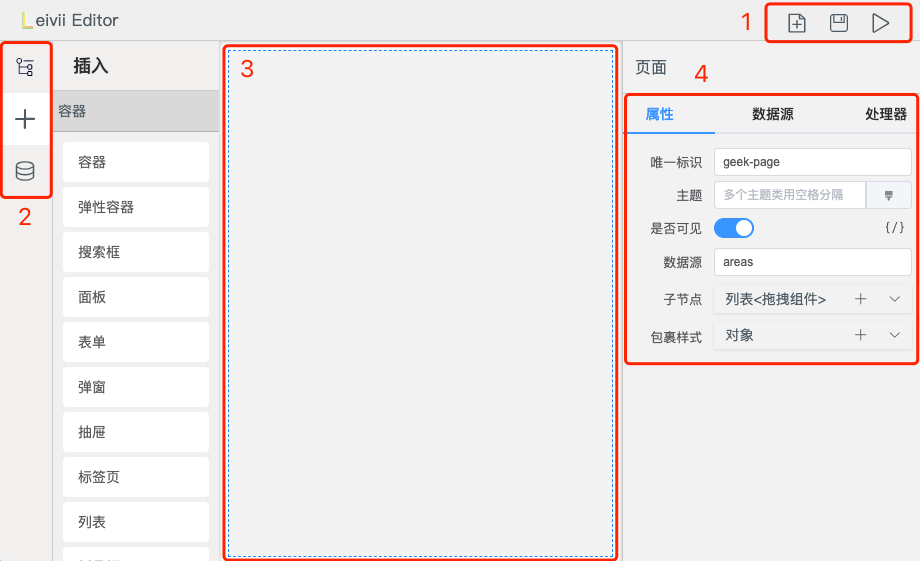 Leivii Editor
1
2
插入
容器
容器
弹性容器
搜索框
面板
表单
弹窗
抽屉
标签页
列表
3
页面
4
属性 数据源 处理器
唯一标识 geek-page
主题 多个主题类用空格分隔
是否可见 {/}
数据源 areas
子节点 列表<拖拽组件>
包裹样式 对象